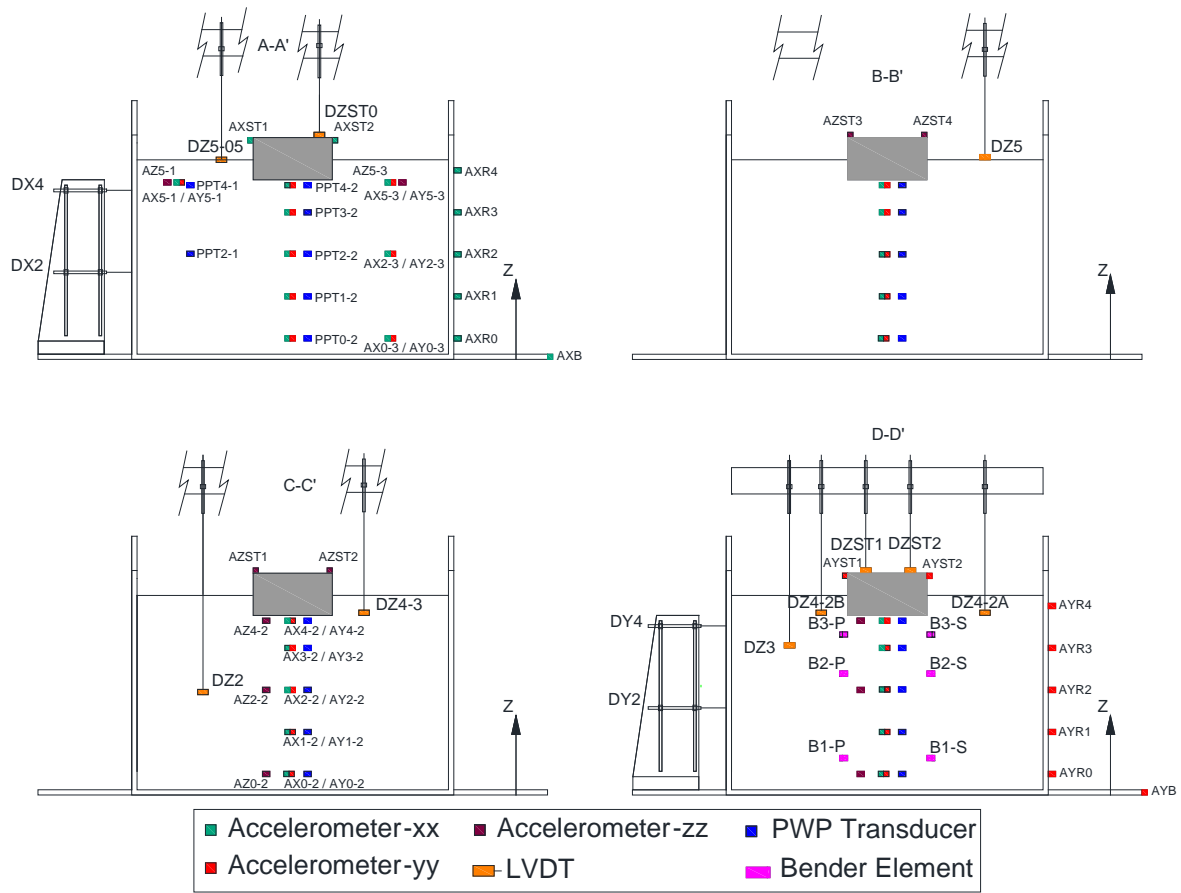 A-A'
DZST0
AXST1
AXST2
DZ5-05
AZ5-1
AZ5-3
AXR4
DX4
PPT4-1
PPT4-2
AX5-1 / AY5-1
AX5-3 / AY5-3
PPT3-2
AXR3
PPT2-1
PPT2-2
AX2-3 / AY2-3
AXR2
DX2
Z
PPT1-2
AXR1
PPT0-2
AX0-3 / AY0-3
AXR0
AXB
B-B'
AZST3
AZST4
DZ5
Z
C-C'
AZST1
AZST2
DZ4-3
AZ4-2
AX4-2 / AY4-2
AX3-2 / AY3-2
DZ2
AZ2-2
AX2-2 / AY2-2
Z
AX1-2 / AY1-2
AZ0-2
AX0-2 / AY0-2
D-D'
DZST1
DZST2
AYST1
AYST2
DZ4-2B
DZ4-2A
AYR4
DY4
B3-P
B3-S
DZ3
AYR3
B2-P
B2-S
AYR2
DY2
Z
B1-P
B1-S
AYR1
AYR0
AYB
Accelerometer-xx
Accelerometer-zz
PWP Transducer
Accelerometer-yy
LVDT
Bender Element